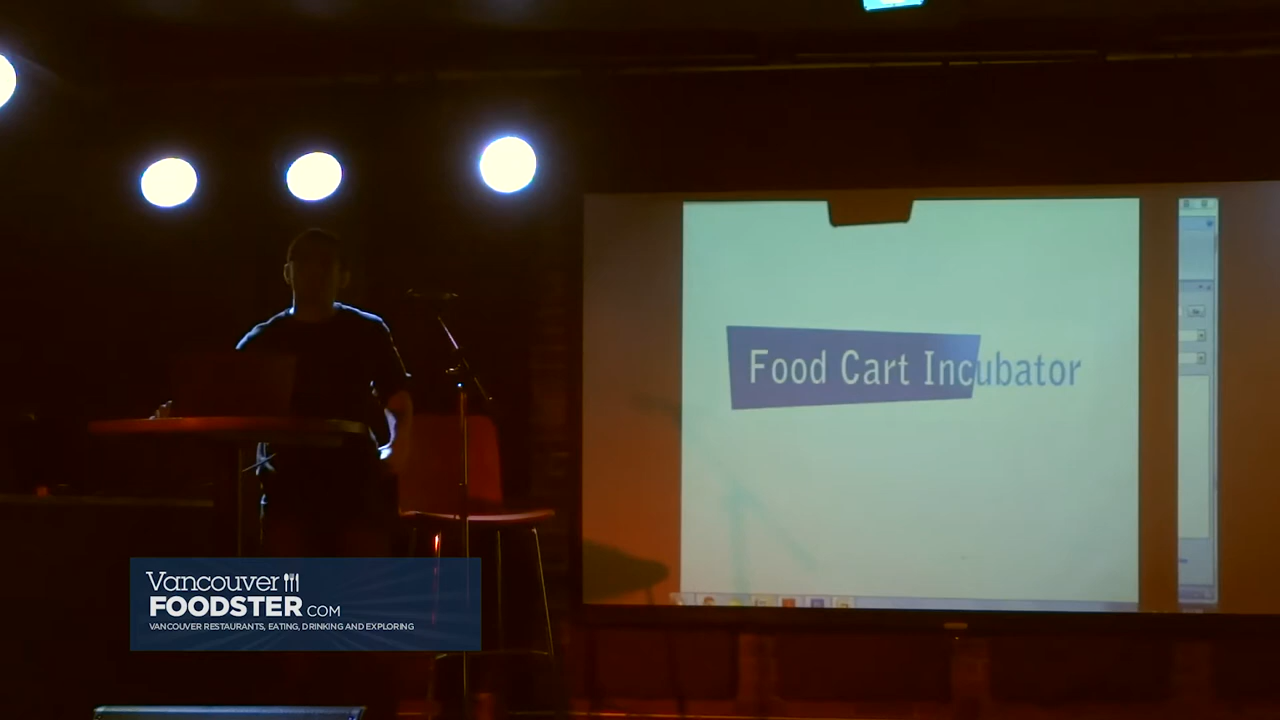 Food Cart Incubator
Vancouver
FOODSTER.COM
VANCOUVER RESTAURANTS, EATING, DRINKING AND EXPLORING